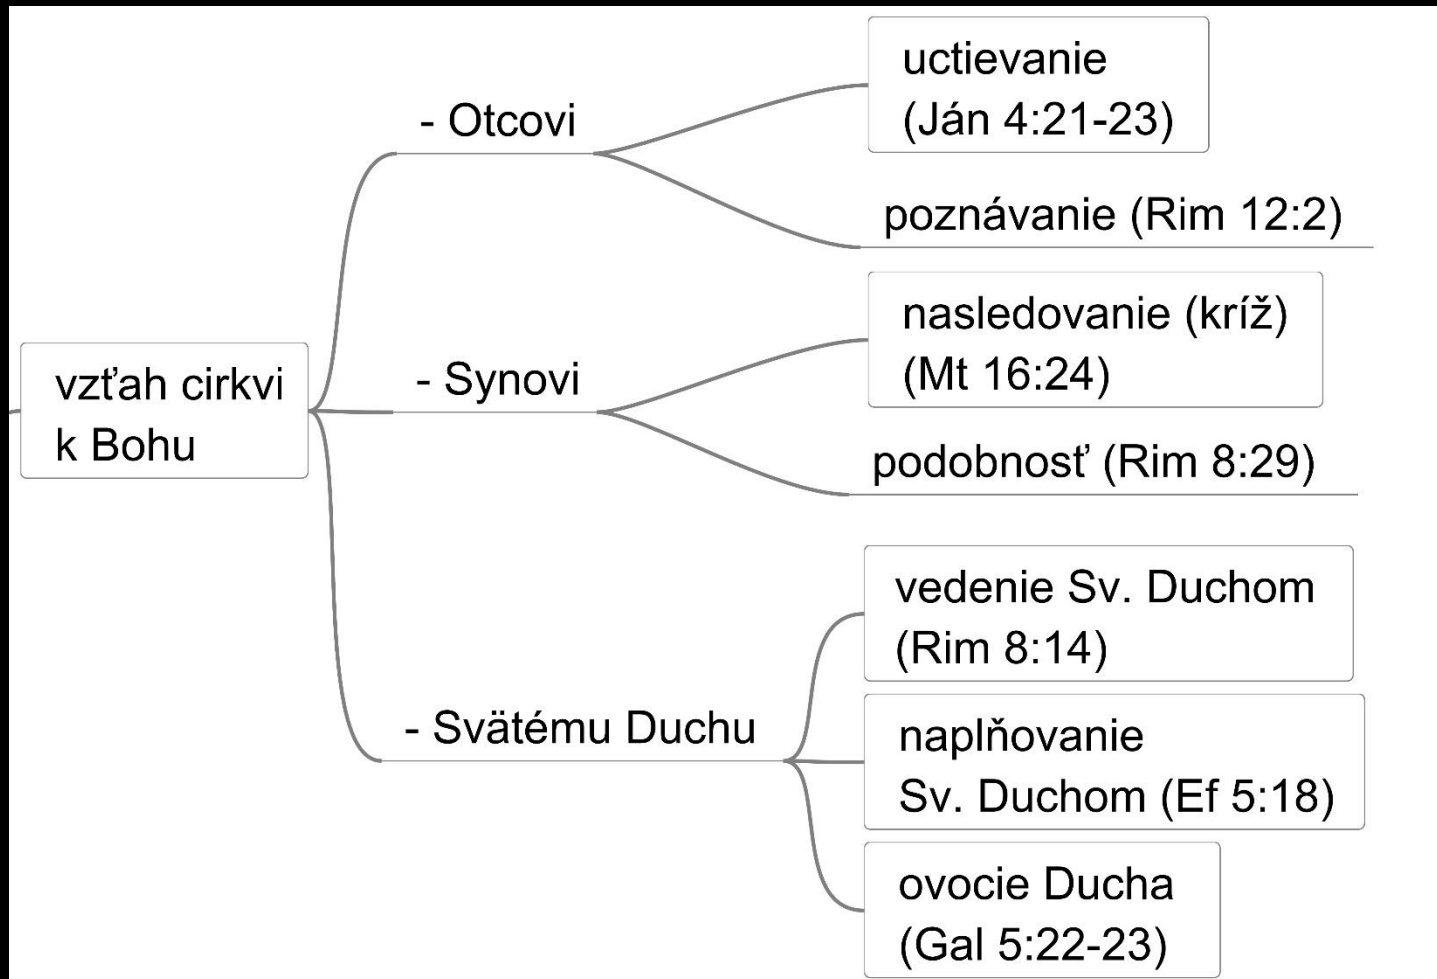 vzťah cirkvi
k Bohu
- Otcovi
uctievanie
(Ján 4:21-23)
poznávanie (Rim 12:2)
- Synovi
nasledovanie (kríž)
(Mt 16:24)
podobnosť (Rim 8:29)
- Svätému Duchu
vedenie Sv. Duchom
(Rim 8:14)
naplňovanie
Sv. Duchom (Ef 5:18)
ovocie Ducha
(Gal 5:22-23)